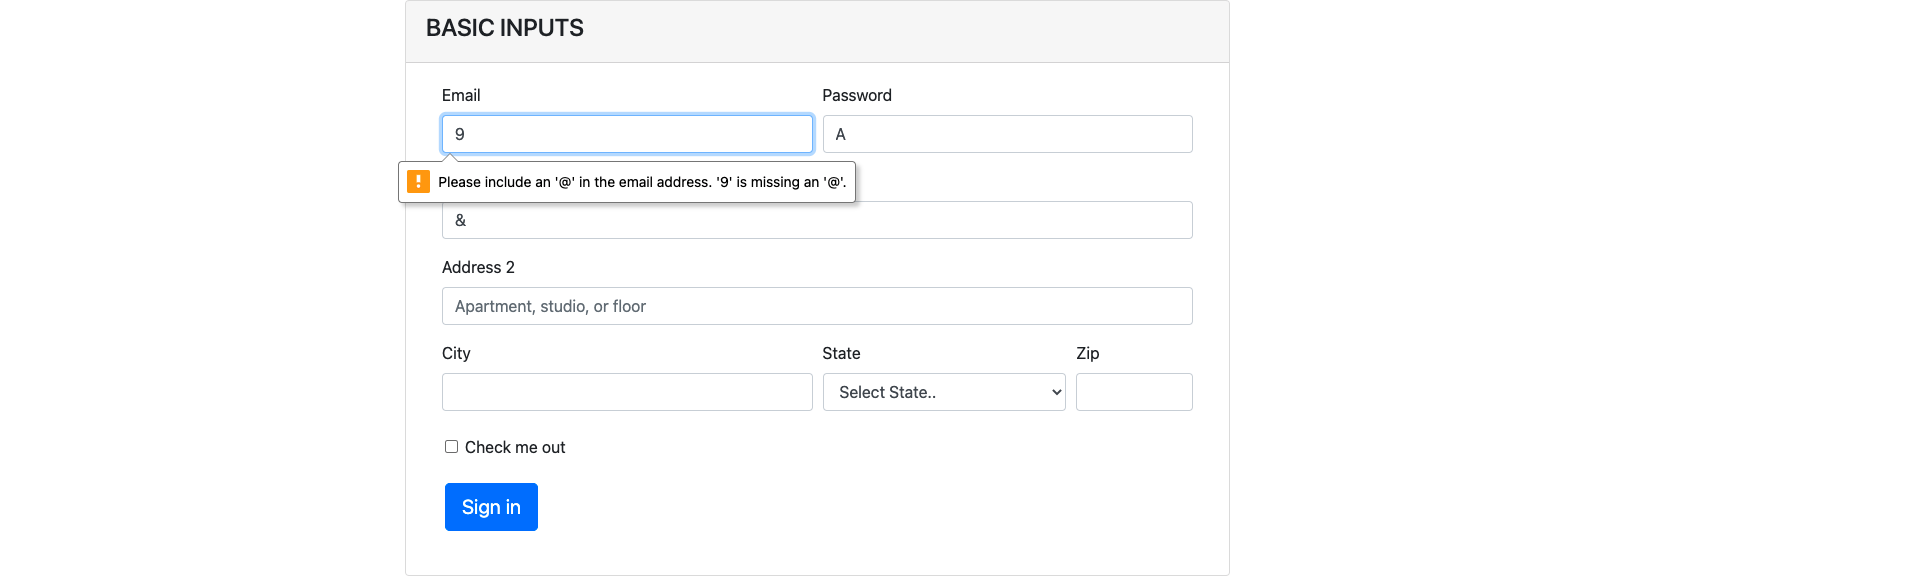 BASIC INPUTS
Email Password
9 A
! Please include an '@' in the email address. '9' is missing an '@'.
&
Address 2
Apartment, studio, or floor
City State Zip
Select State..
Check me out
Sign in